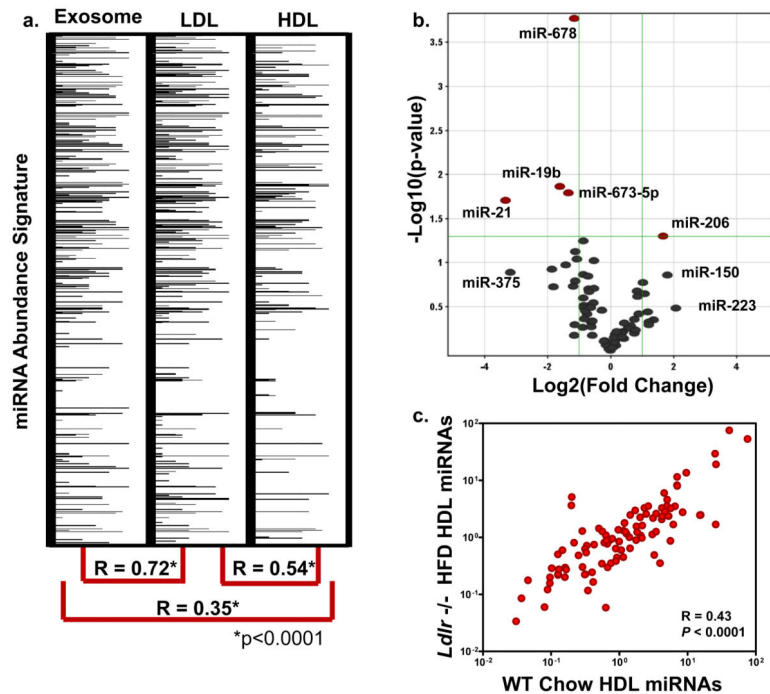 a.
Exosome LDL HDL
miRNA Abundance Signature
R = 0.72*
R = 0.54*
R = 0.35*
*p<0.0001
b.
-Log10(p-value)
3.5
3
2.5
2
1.5
1
0.5
miR-678
miR-19b
miR-673-5p
miR-21
miR-206
miR-375
miR-150
miR-223
-4 -2 0 2 4
Log2(Fold Change)
c.
Ldlr -/- HFD HDL miRNAs
10²
10¹
10⁰
10⁻¹
10⁻²
R = 0.43
P < 0.0001
10⁻² 10⁻¹ 10⁰ 10¹ 10²
WT Chow HDL miRNAs